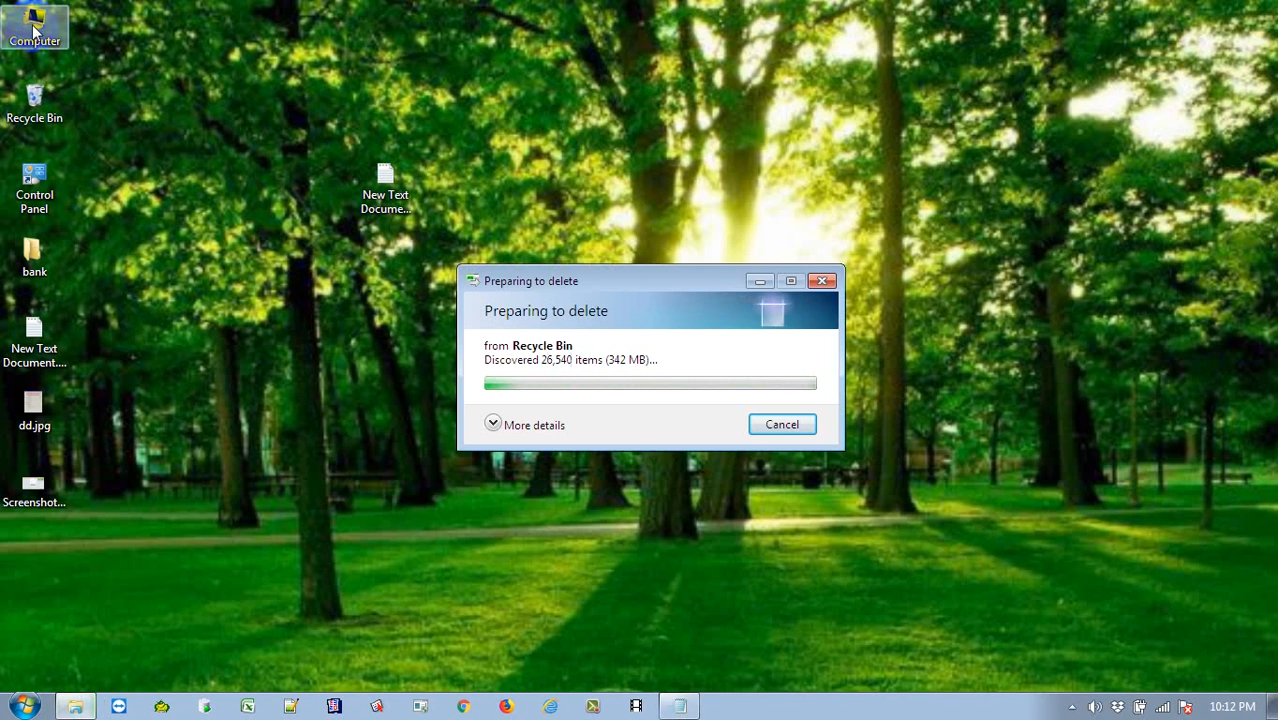 Computer
Recycle Bin
Control
Panel
bank
New Text
Document....
dd.jpg
Screenshot...
New Text
Docume...
Preparing to delete
Preparing to delete
from Recycle Bin
Discovered 26,540 items (342 MB)...
More details
Cancel
10:12 PM